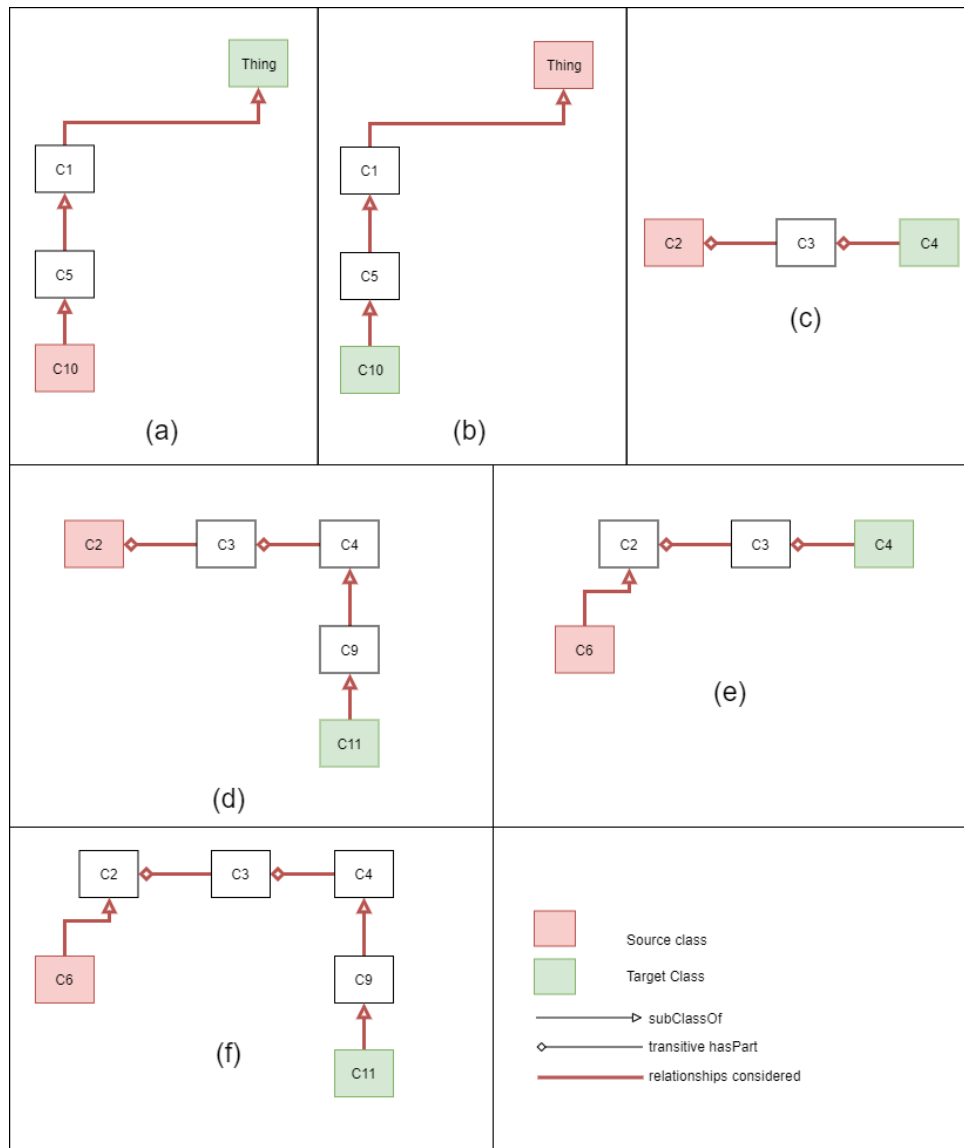 Thing
C1
C5
C10
(a)
Thing
C1
C5
C10
(b)
C2
C3
C4
(c)
C2
C3
C4
C9
C11
(d)
C2
C3
C4
C6
(e)
C2
C3
C4
C6
C9
C11
(f)
Source class
Target Class
subClassOf
transitive hasPart
relationships considered